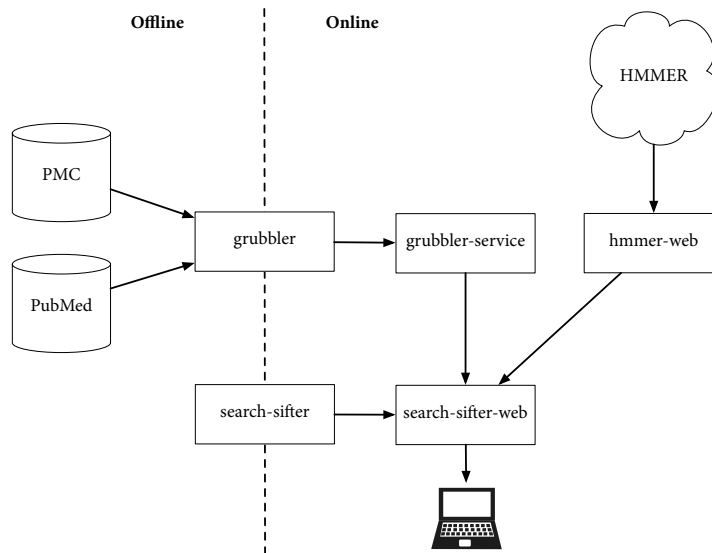 Offline
Online
HMMER
PMC
grubbler
grubbler-service
hmmer-web
PubMed
search-sifter
search-sifter-web